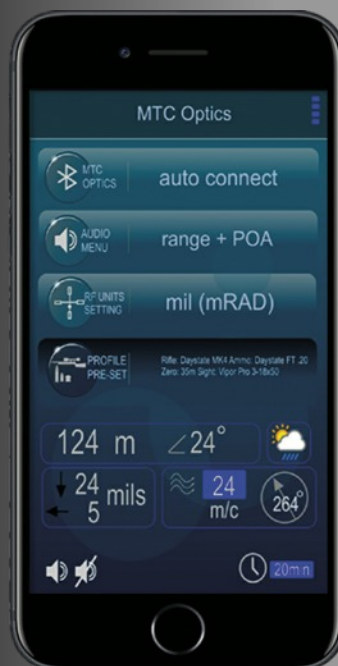 MTC Optics
MTC
OPTICS
auto connect
AUDIO
MENU
range + POA
RF UNITS
SETTING
mil (mRAD)
PROFILE
PRE-SET
Rifle: Daystate MK4 Ammo: Daystate FT .20
Zero: 35m Sight: Vipor Pro 3-18x50
124 m
∠24°
24
5
mils
24
m/c
264°
20min